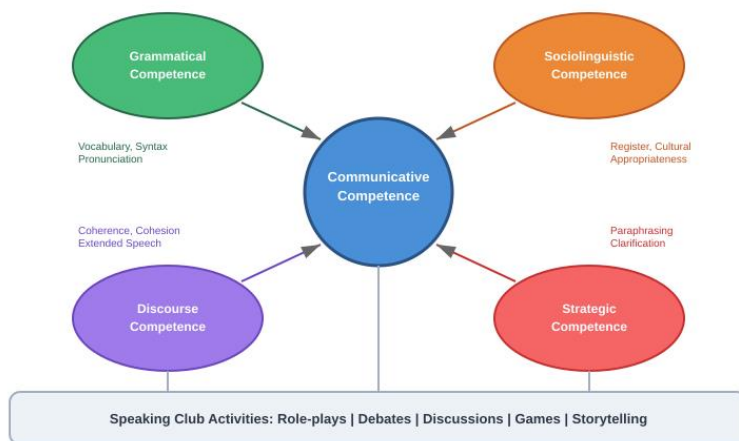 Grammatical
Competence
Sociolinguistic
Competence
Vocabulary, Syntax
Pronunciation
Register, Cultural
Appropriateness
Communicative
Competence
Coherence, Cohesion
Extended Speech
Paraphrasing
Clarification
Discourse
Competence
Strategic
Competence
Speaking Club Activities: Role-plays | Debates | Discussions | Games | Storytelling